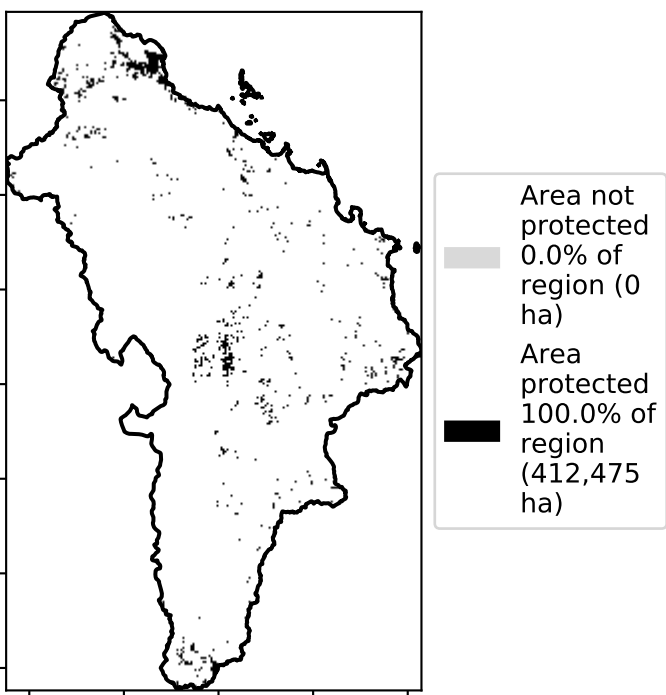 Area not
protected
0.0% of
region (0
ha)
Area
protected
100.0% of
region
(412,475
ha)